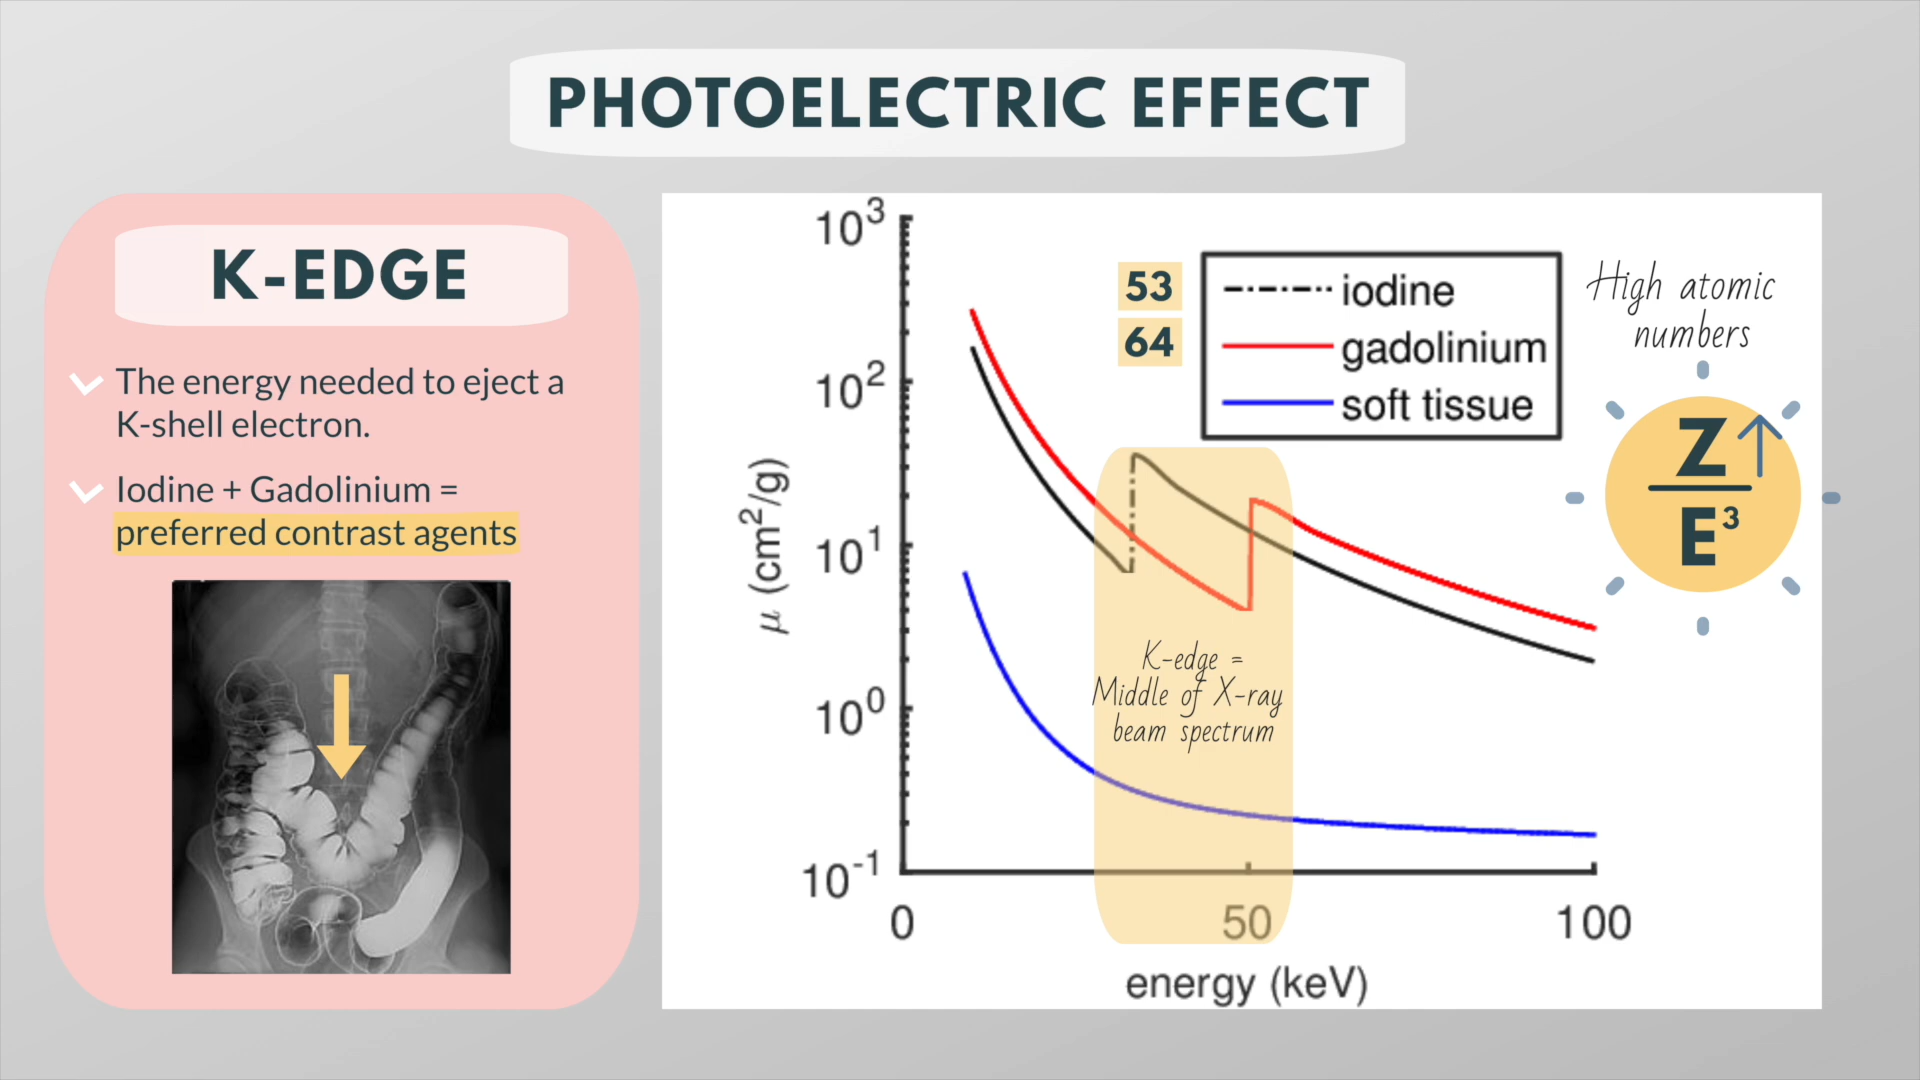 PHOTOELECTRIC EFFECT
K-EDGE
The energy needed to eject a
K-shell electron.
Iodine + Gadolinium =
preferred contrast agents
10³
10²
10¹
10⁰
10⁻¹
μ (cm²/g)
53 iodine
64 gadolinium
soft tissue
High atomic
numbers
Z
E³
K-edge =
Middle of X-ray
beam spectrum
0 50 100
energy (keV)